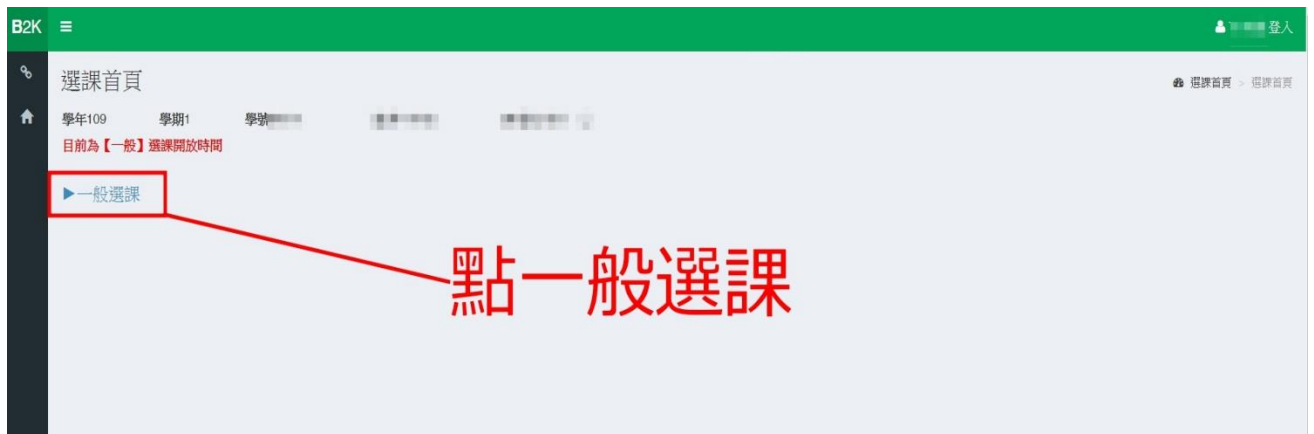 B2K
登入
選課首頁
選課首頁 > 選課首頁
學年109 學期1 學號
目前為【一般】選課開放時間
▶一般選課
點一般選課